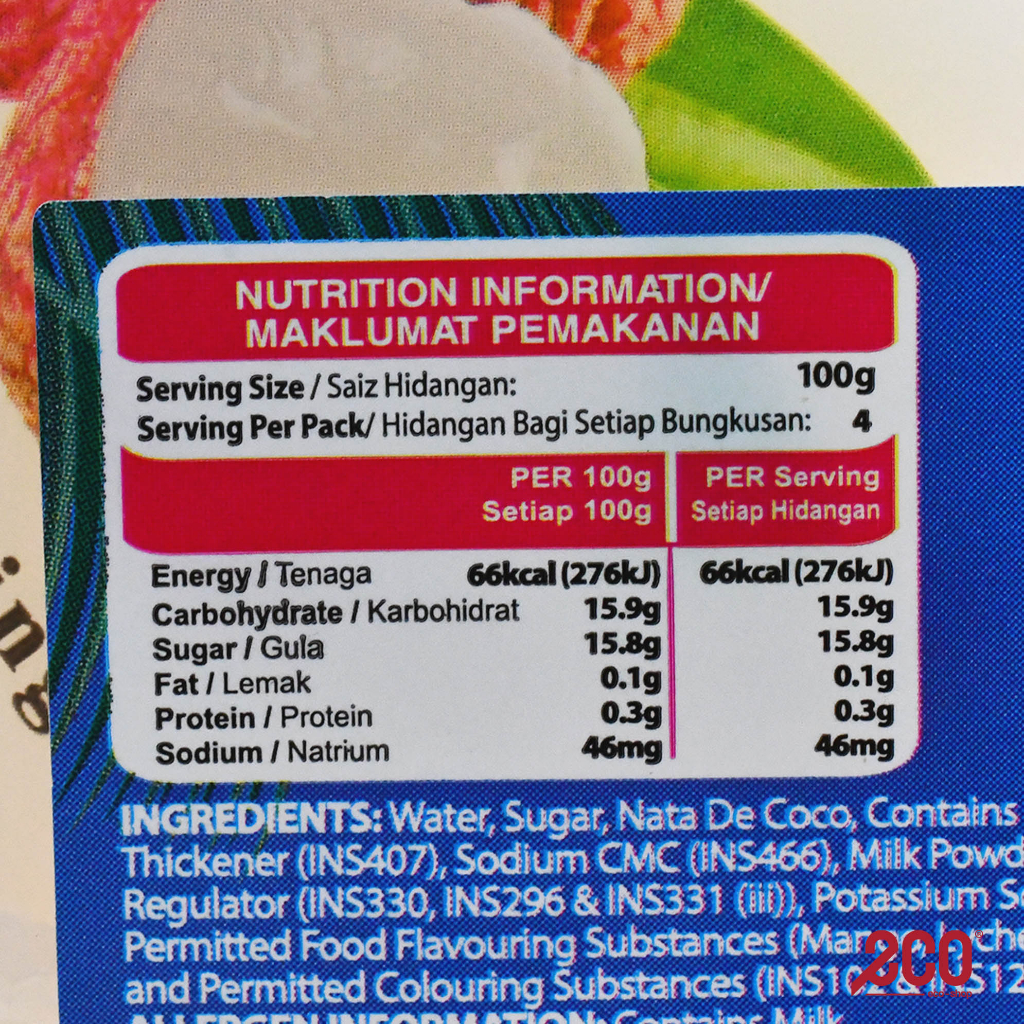 NUTRITION INFORMATION/
MAKLUMAT PEMAKANAN
Serving Size / Saiz Hidangan: 100g
Serving Per Pack/ Hidangan Bagi Setiap Bungkusan: 4
PER 100g PER Serving
Setiap 100g Setiap Hidangan
Energy / Tenaga 66kcal (276kJ) 66kcal (276kJ)
Carbohydrate / Karbohidrat 15.9g 15.9g
Sugar / Gula 15.8g 15.8g
Fat / Lemak 0.1g 0.1g
Protein / Protein 0.3g 0.3g
Sodium / Natrium 46mg 46mg
INGREDIENTS: Water, Sugar, Nata De Coco, Contains
Thickener (INS407), Sodium CMC (INS466), Milk
Regulator (INS330, INS296 & INS331 (iii)), Potassium
Permitted Food Flavouring Substances
and Permitted Colouring Substances
ALLERGEN INFORMATION: Contains Milk
2CO